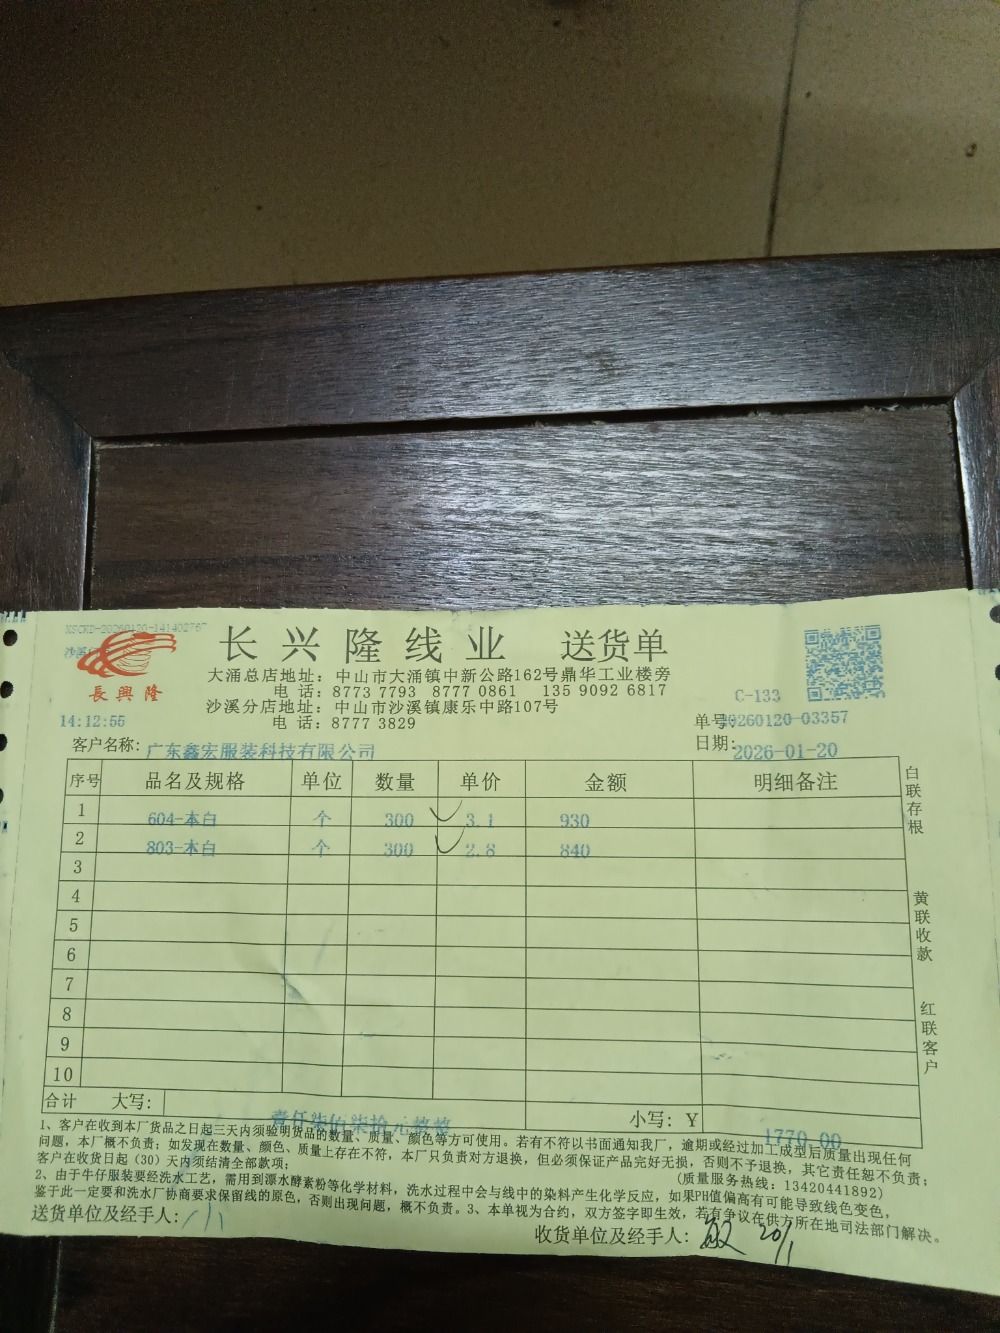 XSCKD-20260120-141402767
長興隆
长兴隆线业 送货单
大涌总店地址：中山市大涌镇中新公路162号鼎华工业楼旁
电话：8773 7793 8777 0861 135 9092 6817
沙溪分店地址：中山市沙溪镇康乐中路107号
电话：8777 3829
C-133
14:12:55
单号:20260120-03357
客户名称: 广东鑫宏服装科技有限公司
日期: 2026-01-20
序号 品名及规格 单位 数量 单价 金额 明细备注
1 604-本白 个 300 3.1 930
2 803-本白 个 300 2.8 840
3
4
5
6
7
8
9
10
合计 大写: 壹仟柒佰柒拾元整整 小写: Y 1770.00
白联存根
黄联收款
红联客户
1、客户在收到本厂货品之日起三天内须验明货品的数量、质量、颜色等方可使用。若有不符以书面通知我厂，逾期或经过加工成型后质量出现任何
问题，本厂概不负责；如发现在数量、颜色、质量上存在不符，本厂只负责对方退换，但必须保证产品完好无损，否则不予退换，其它责任恕不负责；
客户在收货日起（30）天内须结清全部款项； (质量服务热线：13420441892)
2、由于牛仔服装要经洗水工艺，需用到漂水酵素粉等化学材料，洗水过程中会与线中的染料产生化学反应，如果PH值偏高有可能导致线色变色，
鉴于此一定要和洗水厂协商要求保留线的原色，否则出现问题，概不负责。3、本单视为合约，双方签字即生效，若有争议在供方所在地司法部门解决。
送货单位及经手人:
收货单位及经手人: 20/1